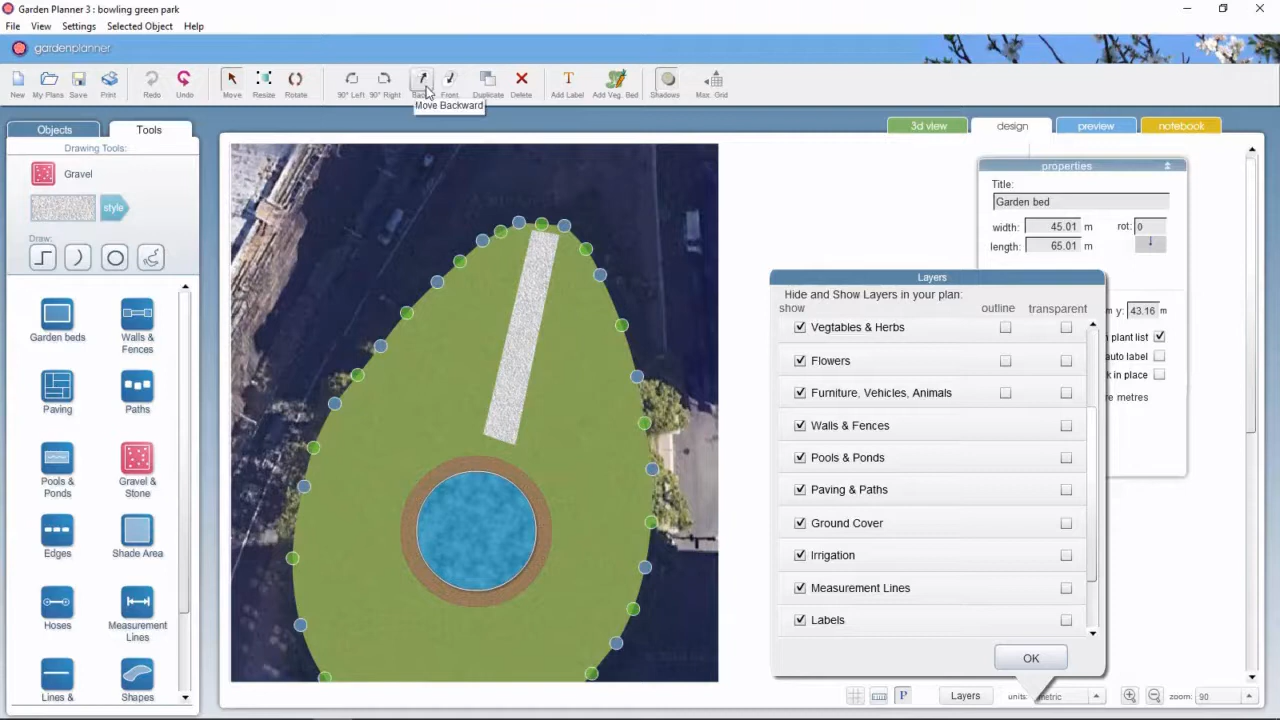 Garden Planner 3 : bowling green park
File View Settings Selected Object Help
gardenplanner
New My Plans Save Print Redo Undo Move Resize Rotate 90° Left 90° Right Front Duplicate Delete Add Label Add Veg. Bed Shadows Max. Grid
Move Backward
Objects Tools
3d view design preview notebook
Drawing Tools:
Gravel
style
Draw:
Garden beds
Walls & Fences
Paving
Paths
Pools & Ponds
Gravel & Stone
Edges
Shade Area
Hoses
Measurement Lines
Lines &
Shapes
properties
Title:
Garden bed
width: 45.01 m rot: 0
length: 65.01 m
m y: 43.16 m
plant list
auto label
k in place
re metres
Layers
Hide and Show Layers in your plan:
show outline transparent
Vegtables & Herbs
Flowers
Furniture, Vehicles, Animals
Walls & Fences
Pools & Ponds
Paving & Paths
Ground Cover
Irrigation
Measurement Lines
Labels
OK
P Layers units: metric zoom: 90